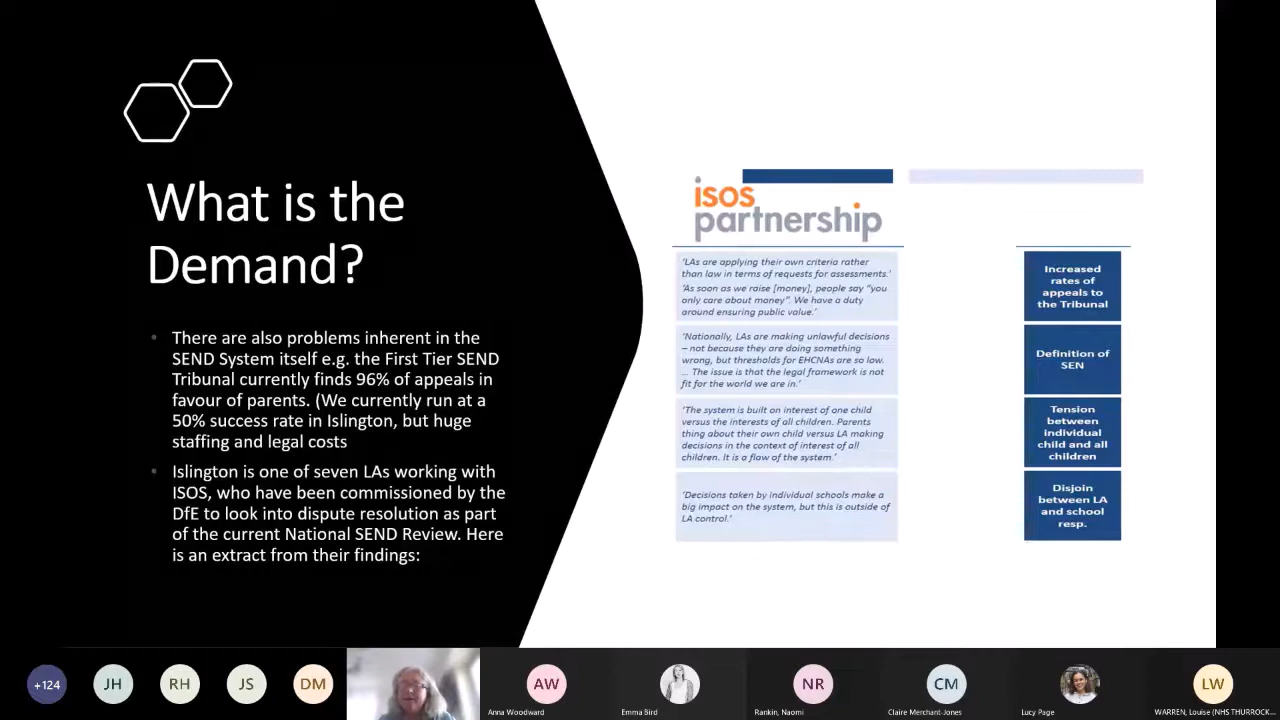 What is the
Demand?
There are also problems inherent in the
SEND System itself e.g. the First Tier SEND
Tribunal currently finds 96% of appeals in
favour of parents. (We currently run at a
50% success rate in Islington, but huge
staffing and legal costs
Islington is one of seven LAs working with
ISOS, who have been commissioned by the
DfE to look into dispute resolution as part
of the current National SEND Review. Here
is an extract from their findings:
isos
partnership
‘LAs are applying their own criteria rather
than law in terms of requests for assessments.’
‘As soon as we raise [money], people say “you
only care about money”. We have a duty
around ensuring public value.’
Increased
rates of
appeals to
the Tribunal
‘Nationally, LAs are making unlawful decisions
– not because they are doing something
wrong, but thresholds for EHCNAs are so low.
… The issue is that the legal framework is not
fit for the world we are in.’
Definition of
SEN
‘The system is built on interest of one child
versus the interests of all children. Parents
thing about their own child versus LA making
decisions in the context of interest of all
children. It is a flaw of the system.’
Tension
between
individual
child and all
children
‘Decisions taken by individual schools make a
big impact on the system, but this is outside of
LA control.’
Disjoin
between LA
and school
resp.
+124
JH
RH
JS
DM
AW
Anna Woodward
Emma Bird
NR
Rankin, Naomi
CM
Claire Merchant-Jones
Lucy Page
LW
WARREN, Louise (NHS THURROCK...